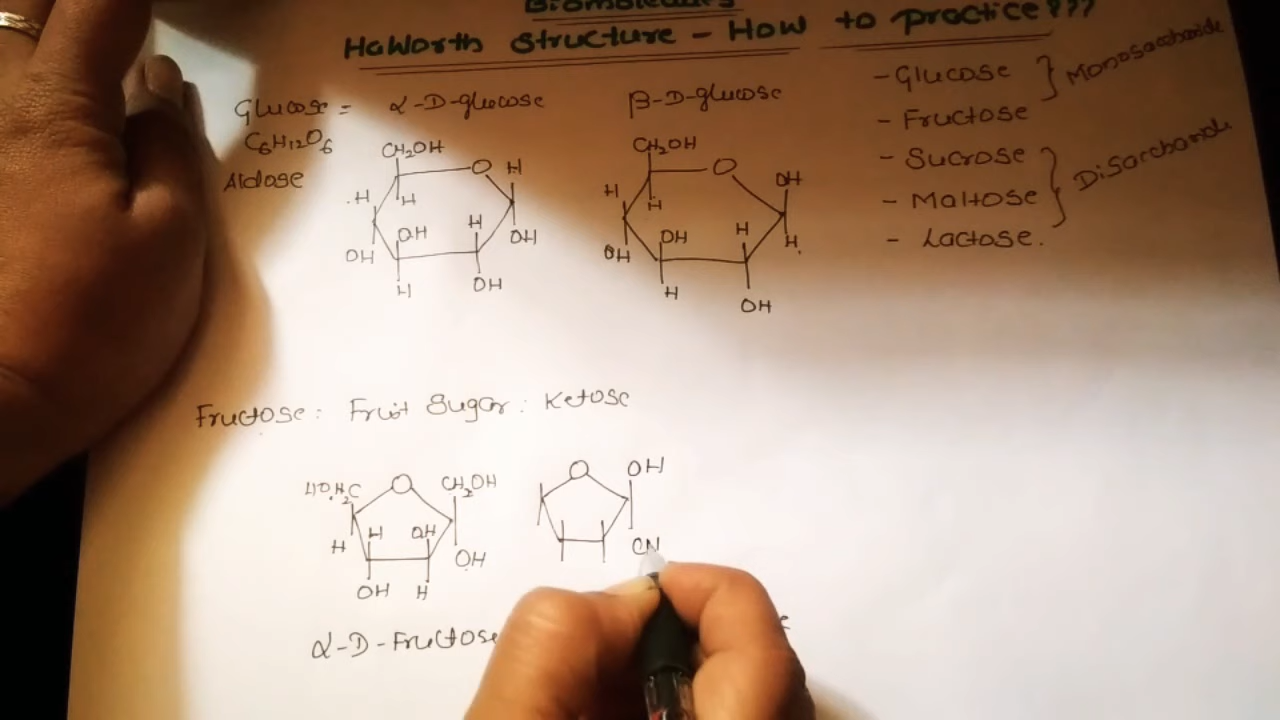 Biomolecules
Haworth structure - How to practice???
Glucose = α-D-glucose
β-D-glucose
C6H12O6
Aldose
CH2OH
O H
H
H
OH H
OH
OH
H
OH
CH2OH
O
OH
H
H
OH
H
H
OH
H
OH
- Glucose
- Fructose
} Monosaccharide
- Sucrose
- Maltose
- Lactose.
} Disaccharide
Fructose: Fruit Sugar: Ketose
HOH2C O CH2OH
H
H OH
OH
OH H
α-D-Fructose
O OH